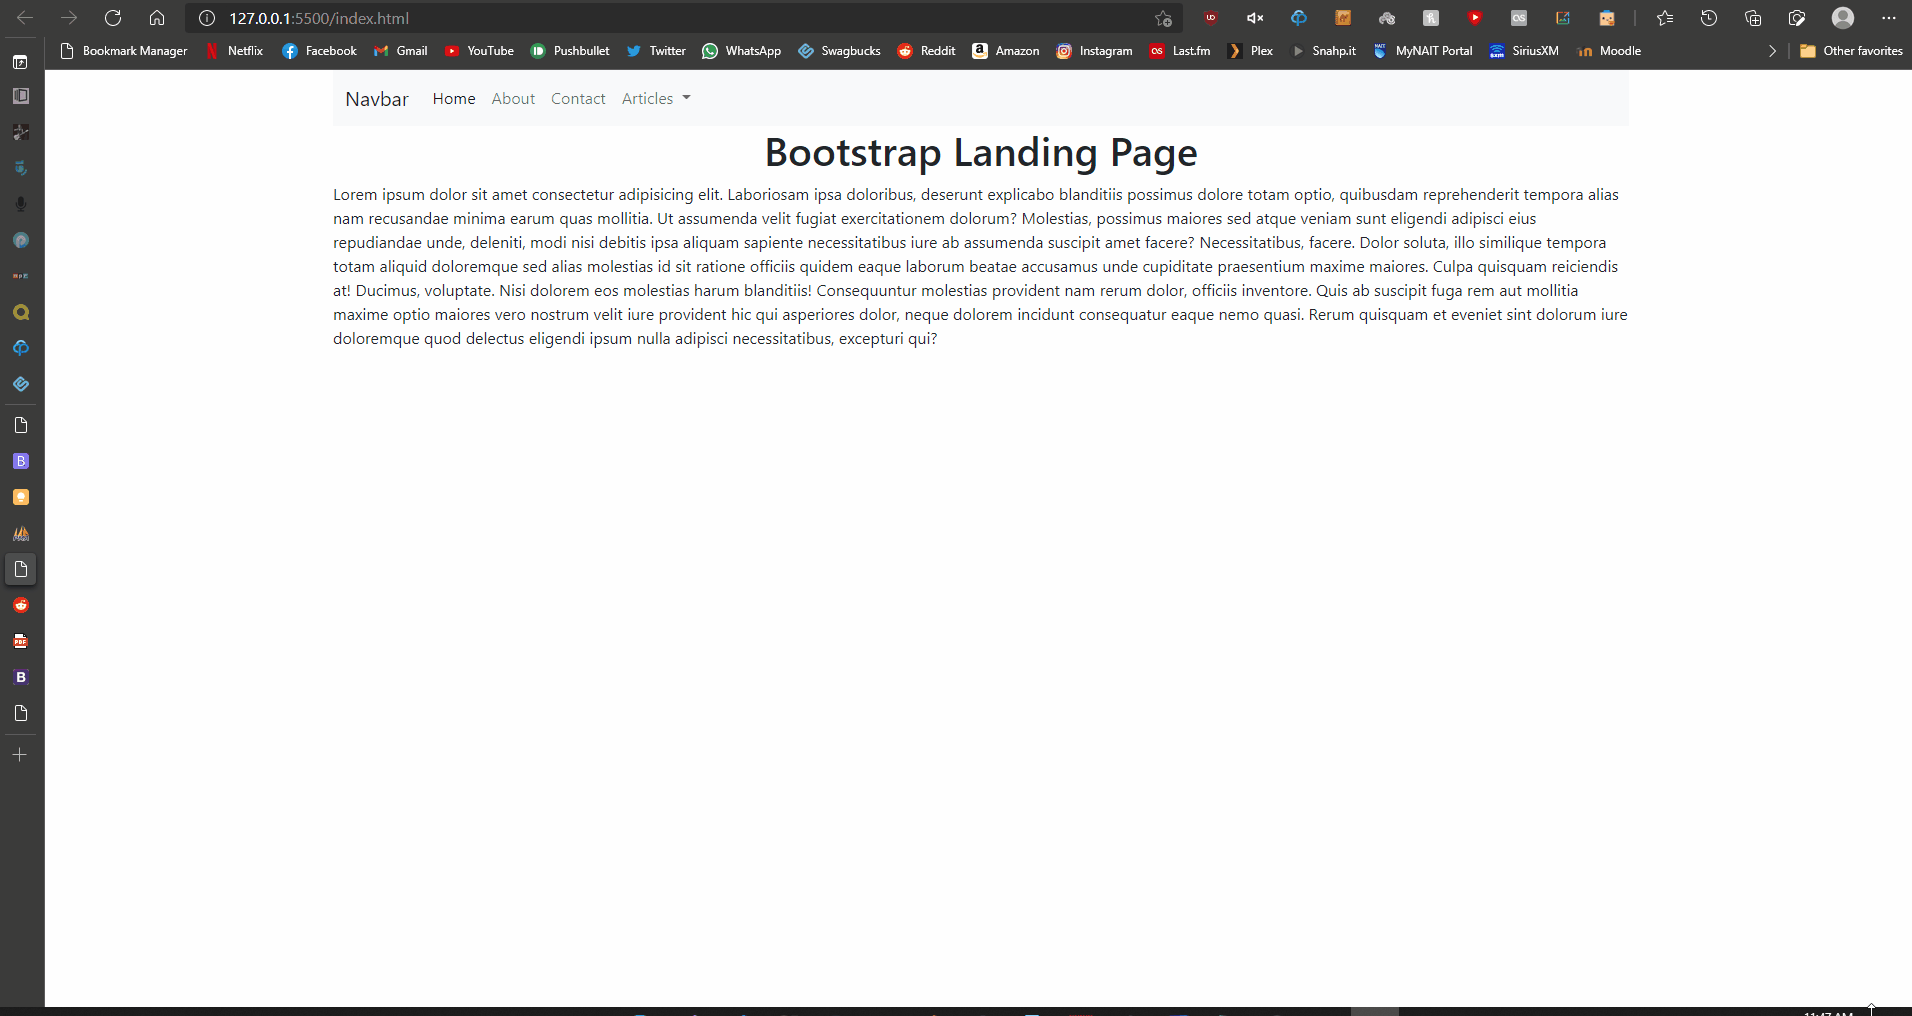 127.0.0.1:5500/index.html
Bookmark Manager Netflix Facebook Gmail YouTube Pushbullet Twitter WhatsApp Swagbucks Reddit Amazon Instagram Last.fm Plex Snahp.it MyNAIT Portal SiriusXM Moodle Other favorites
Navbar Home About Contact Articles
Bootstrap Landing Page
Lorem ipsum dolor sit amet consectetur adipisicing elit. Laboriosam ipsa doloribus, deserunt explicabo blanditiis possimus dolore totam optio, quibusdam reprehenderit tempora alias
nam recusandae minima earum quas mollitia. Ut assumenda velit fugiat exercitationem dolorum? Molestias, possimus maiores sed atque veniam sunt eligendi adipisci eius
repudiandae unde, deleniti, modi nisi debitis ipsa aliquam sapiente necessitatibus iure ab assumenda suscipit amet facere? Necessitatibus, facere. Dolor soluta, illo similique tempora
totam aliquid doloremque sed alias molestias id sit ratione officiis quidem eaque laborum beatae accusamus unde cupiditate praesentium maxime maiores. Culpa quisquam reiciendis
at! Ducimus, voluptate. Nisi dolorem eos molestias harum blanditiis! Consequuntur molestias provident nam rerum dolor, officiis inventore. Quis ab suscipit fuga rem aut mollitia
maxime optio maiores vero nostrum velit iure provident hic qui asperiores dolor, neque dolorem incidunt consequatur eaque nemo quasi. Rerum quisquam et eveniet sint dolorum iure
doloremque quod delectus eligendi ipsum nulla adipisci necessitatibus, excepturi qui?